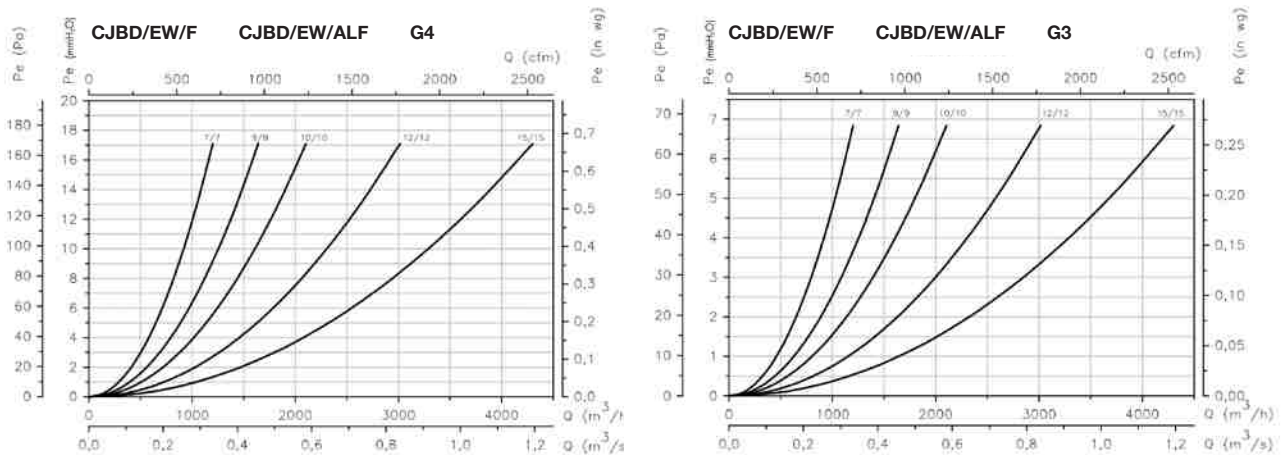 CJBD/EW/F CJBD/EW/ALF G4
Pe (Pa)
Pe (mmH₂O)
Q (cfm)
Pe (in wg)
0 500 1000 1500 2000 2500
180
160
140
120
100
80
60
40
20
0
20
18
16
14
12
10
8
6
4
2
0
7/7 9/9 10/10 12/12 15/15
0,7
0,6
0,5
0,4
0,3
0,2
0,1
0,0
0 1000 2000 3000 4000 Q (m³/h
0,0 0,2 0,4 0,6 0,8 1,0 1,2 Q (m³/s
CJBD/EW/F CJBD/EW/ALF G3
Pe (Pa)
Pe (mmH₂O)
Q (cfm)
Pe (in wg)
0 500 1000 1500 2000 2500
70
60
50
40
30
20
10
0
7
6
5
4
3
2
1
0
7/7 9/9 10/10 12/12 15/15
0,25
0,20
0,15
0,10
0,05
0,00
0 1000 2000 3000 4000 Q (m³/h)
0,0 0,2 0,4 0,6 0,8 1,0 1,2 Q (m³/s)